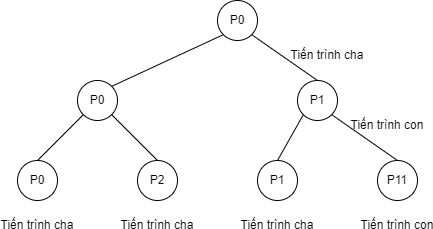 P0
Tiến trình cha
P0
P1
Tiến trình con
P0
P2
P1
P11
Tiến trình cha
Tiến trình cha
Tiến trình cha
Tiến trình con